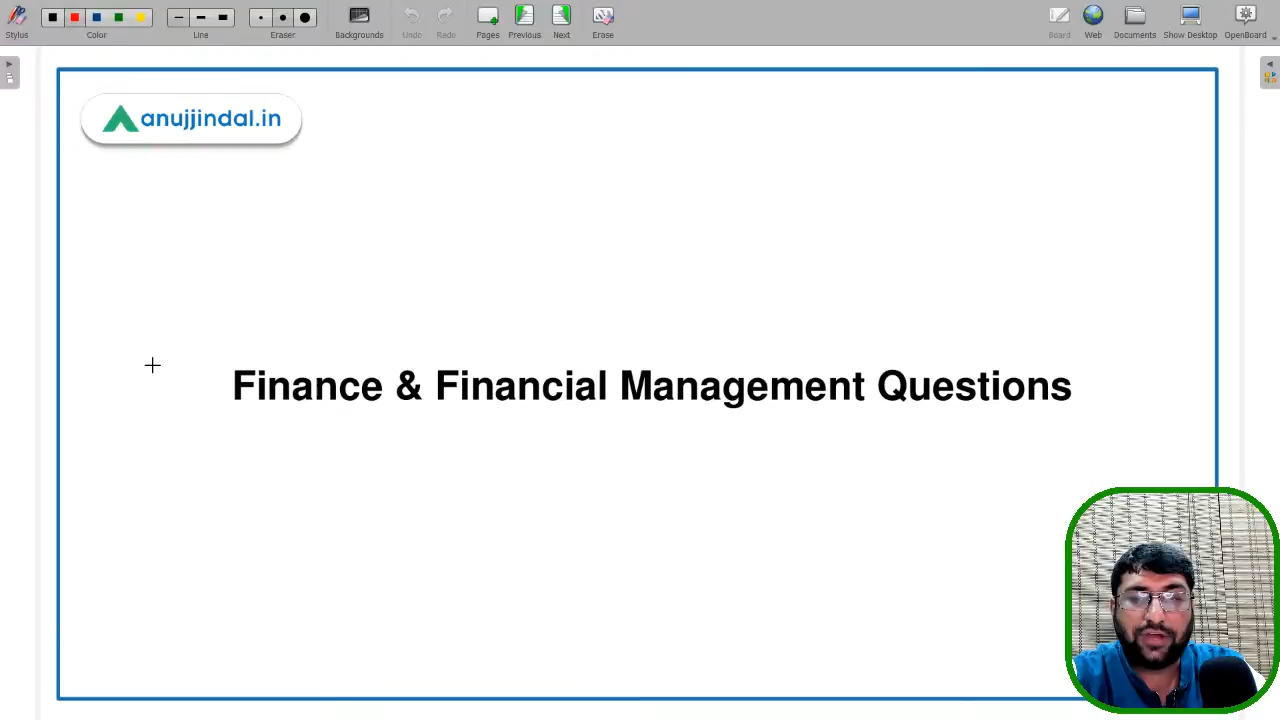 Stylus
Color
Line
Eraser
Backgrounds
Undo
Redo
Pages
Previous
Next
Erase
Board
Web
Documents
Show Desktop
OpenBoard
anujjindal.in
Finance & Financial Management Questions